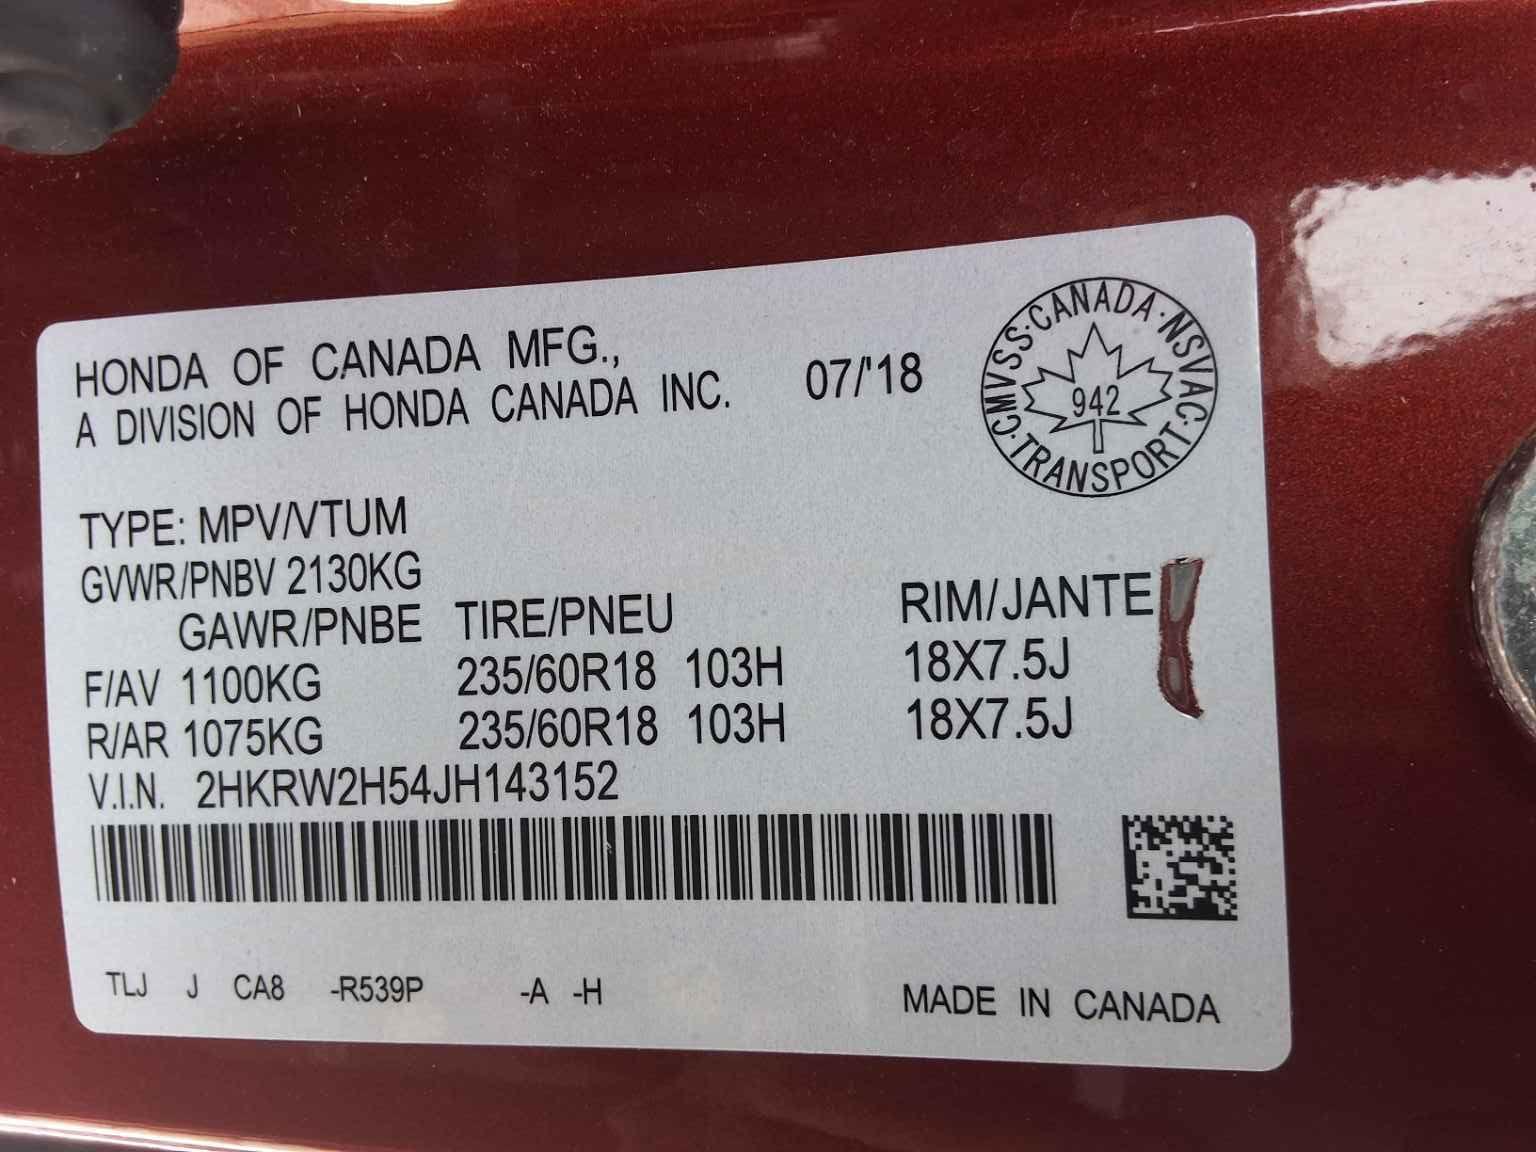 HONDA OF CANADA MFG.,
A DIVISION OF HONDA CANADA INC.
07/'18
CMVSS·CANADA·NSVAC·TRANSPORT·
942
TYPE: MPV/VTUM
GVWR/PNBV 2130KG
GAWR/PNBE TIRE/PNEU RIM/JANTE
F/AV 1100KG 235/60R18 103H 18X7.5J
R/AR 1075KG 235/60R18 103H 18X7.5J
V.I.N. 2HKRW2H54JH143152
TLJ J CA8 -R539P -A -H MADE IN CANADA